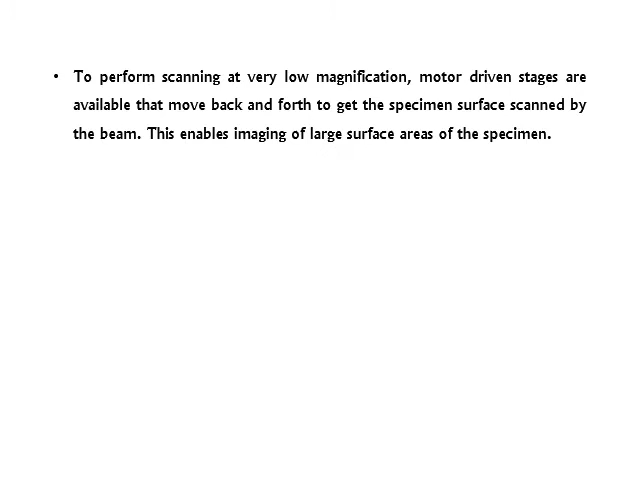 • To perform scanning at very low magnification, motor driven stages are
available that move back and forth to get the specimen surface scanned by
the beam. This enables imaging of large surface areas of the specimen.